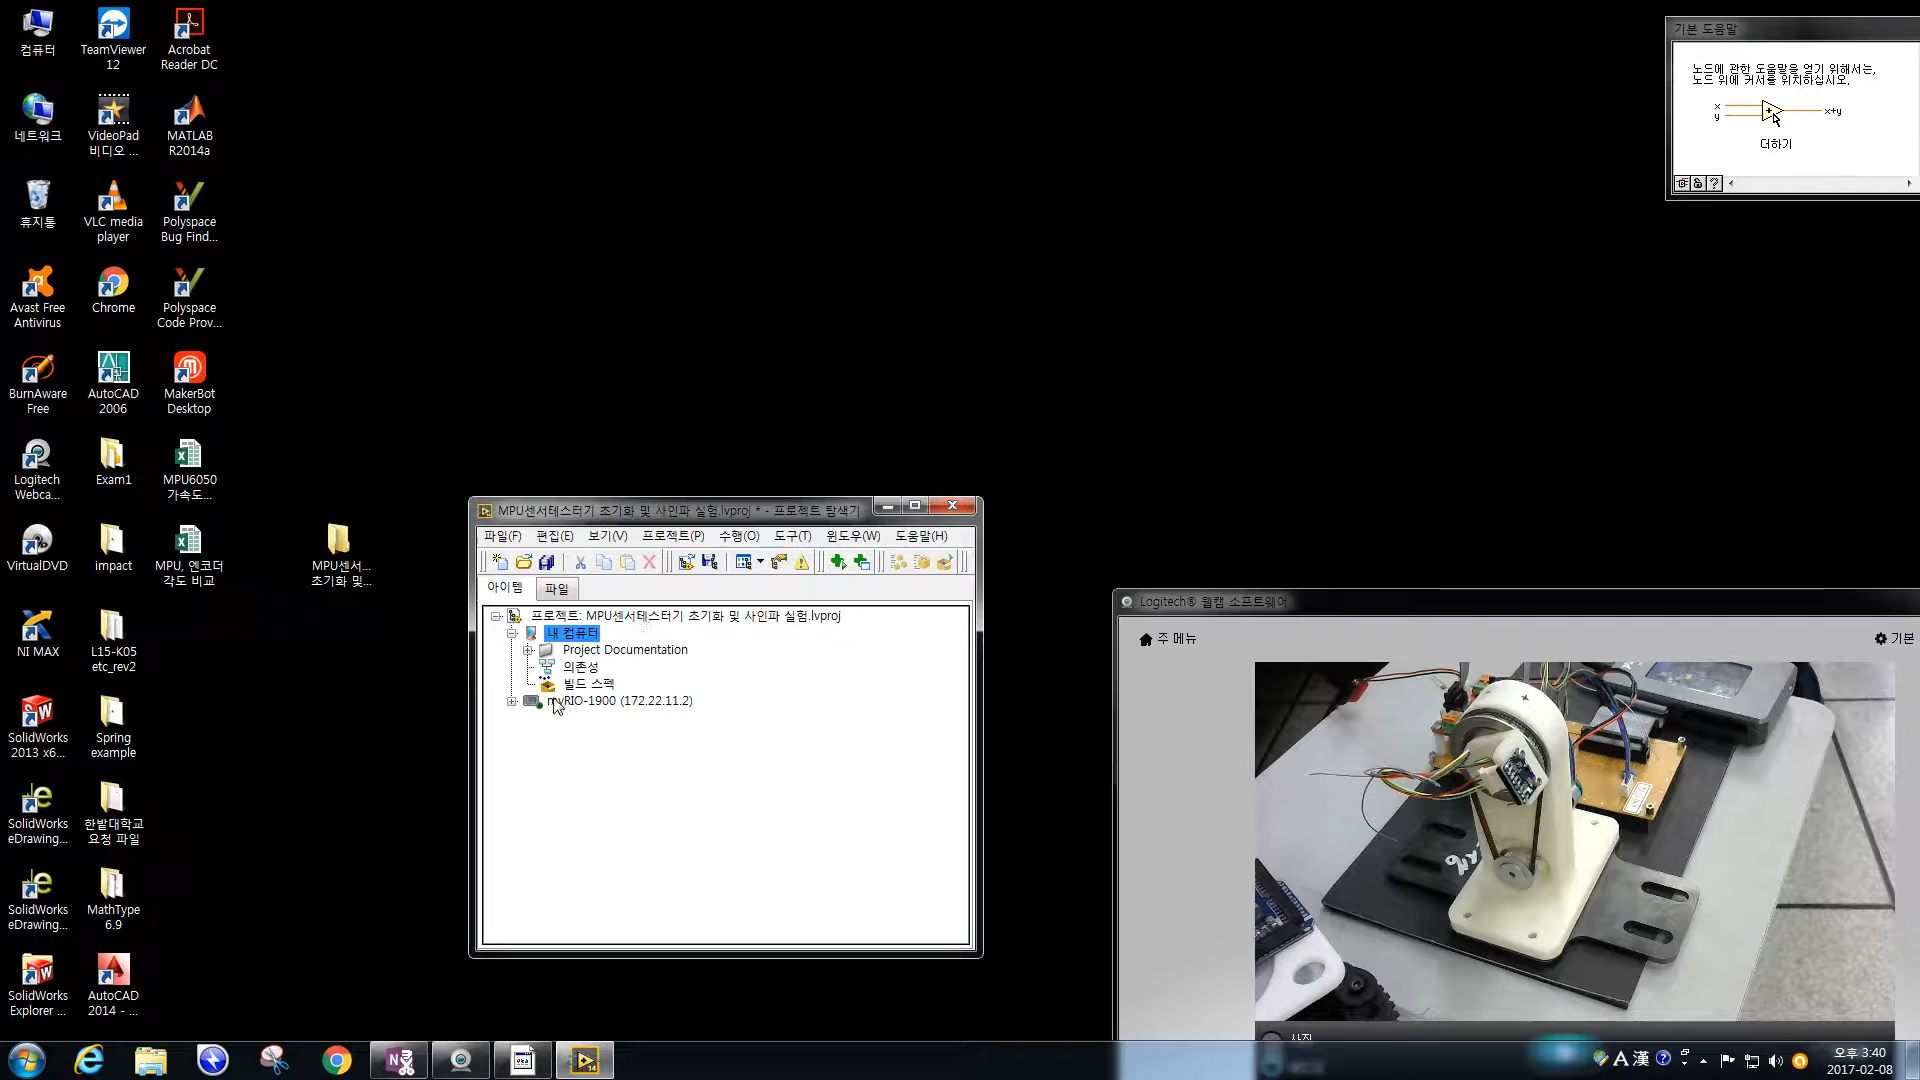 컴퓨터
TeamViewer
12
Acrobat
Reader DC
네트워크
VideoPad
비디오 ...
MATLAB
R2014a
휴지통
VLC media
player
Polyspace
Bug Find...
Avast Free
Antivirus
Chrome
Polyspace
Code Prov...
BurnAware
Free
AutoCAD
2006
MakerBot
Desktop
Logitech
Webca...
Exam1
MPU6050
가속도...
VirtualDVD
impact
MPU, 엔코더
각도 비교
MPU센서...
초기화 및...
NI MAX
L15-K05
etc_rev2
SolidWorks
2013 x6...
Spring
example
SolidWorks
eDrawing...
한밭대학교
요청 파일
SolidWorks
eDrawing...
MathType
6.9
SolidWorks
Explorer ...
AutoCAD
2014 - ...
기본 도움말
노드에 관한 도움말을 얻기 위해서는,
노드 위에 커서를 위치하십시오.
x
y
x+y
더하기
MPU센서테스터기 초기화 및 사인파 실험.lvproj * - 프로젝트 탐색기
파일(F) 편집(E) 보기(V) 프로젝트(P) 수행(O) 도구(T) 윈도우(W) 도움말(H)
아이템 파일
프로젝트: MPU센서테스터기 초기화 및 사인파 실험.lvproj
내 컴퓨터
Project Documentation
의존성
빌드 스펙
myRIO-1900 (172.22.11.2)
Logitech® 웹캠 소프트웨어
주 메뉴
기본
A 漢
오후 3:40
2017-02-08